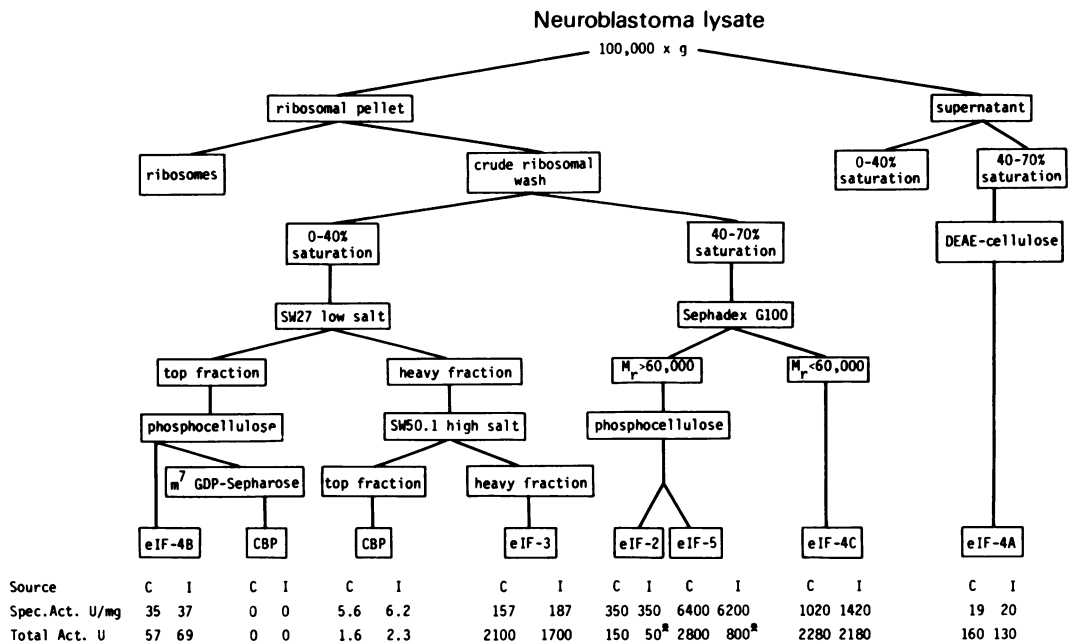 Neuroblastoma lysate
100,000 x g
ribosomal pellet
supernatant
ribosomes
crude ribosomal
wash
0-40%
saturation
40-70%
saturation
0-40%
saturation
40-70%
saturation
DEAE-cellulose
SW27 low salt
Sephadex G100
top fraction
heavy fraction
Mr>60,000
Mr<60,000
phosphocellulose
SW50.1 high salt
phosphocellulose
m7 GDP-Sepharose
top fraction
heavy fraction
eIF-4B CBP CBP eIF-3 eIF-2 eIF-5 eIF-4C eIF-4A
Source C I C I C I C I C I C I C I C I
Spec.Act. U/mg 35 37 0 0 5.6 6.2 157 187 350 350 6400 6200 1020 1420 19 20
Total Act. U 57 69 0 0 1.6 2.3 2100 1700 150 50* 2800 800* 2280 2180 160 130